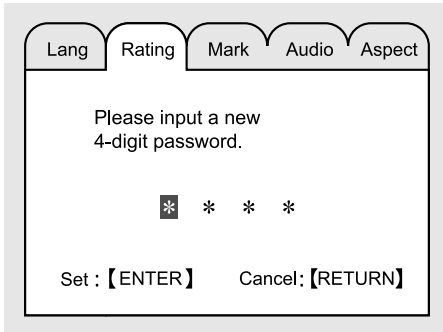 Lang Rating Mark Audio Aspect
Please input a new
4-digit password.
* * * *
Set :【ENTER】 Cancel:【RETURN】